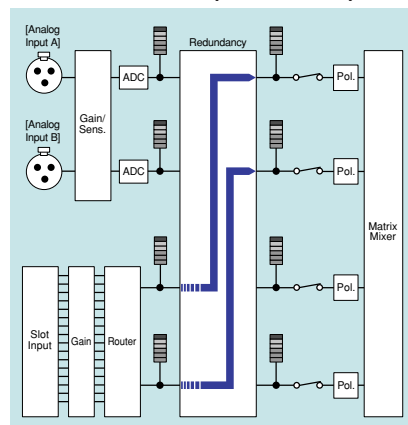 [Analog
Input A]
Redundancy
Gain/
Sens.
ADC
Pol.
[Analog
Input B]
ADC
Pol.
Matrix
Mixer
Pol.
Slot
Input
Gain
Router
Pol.